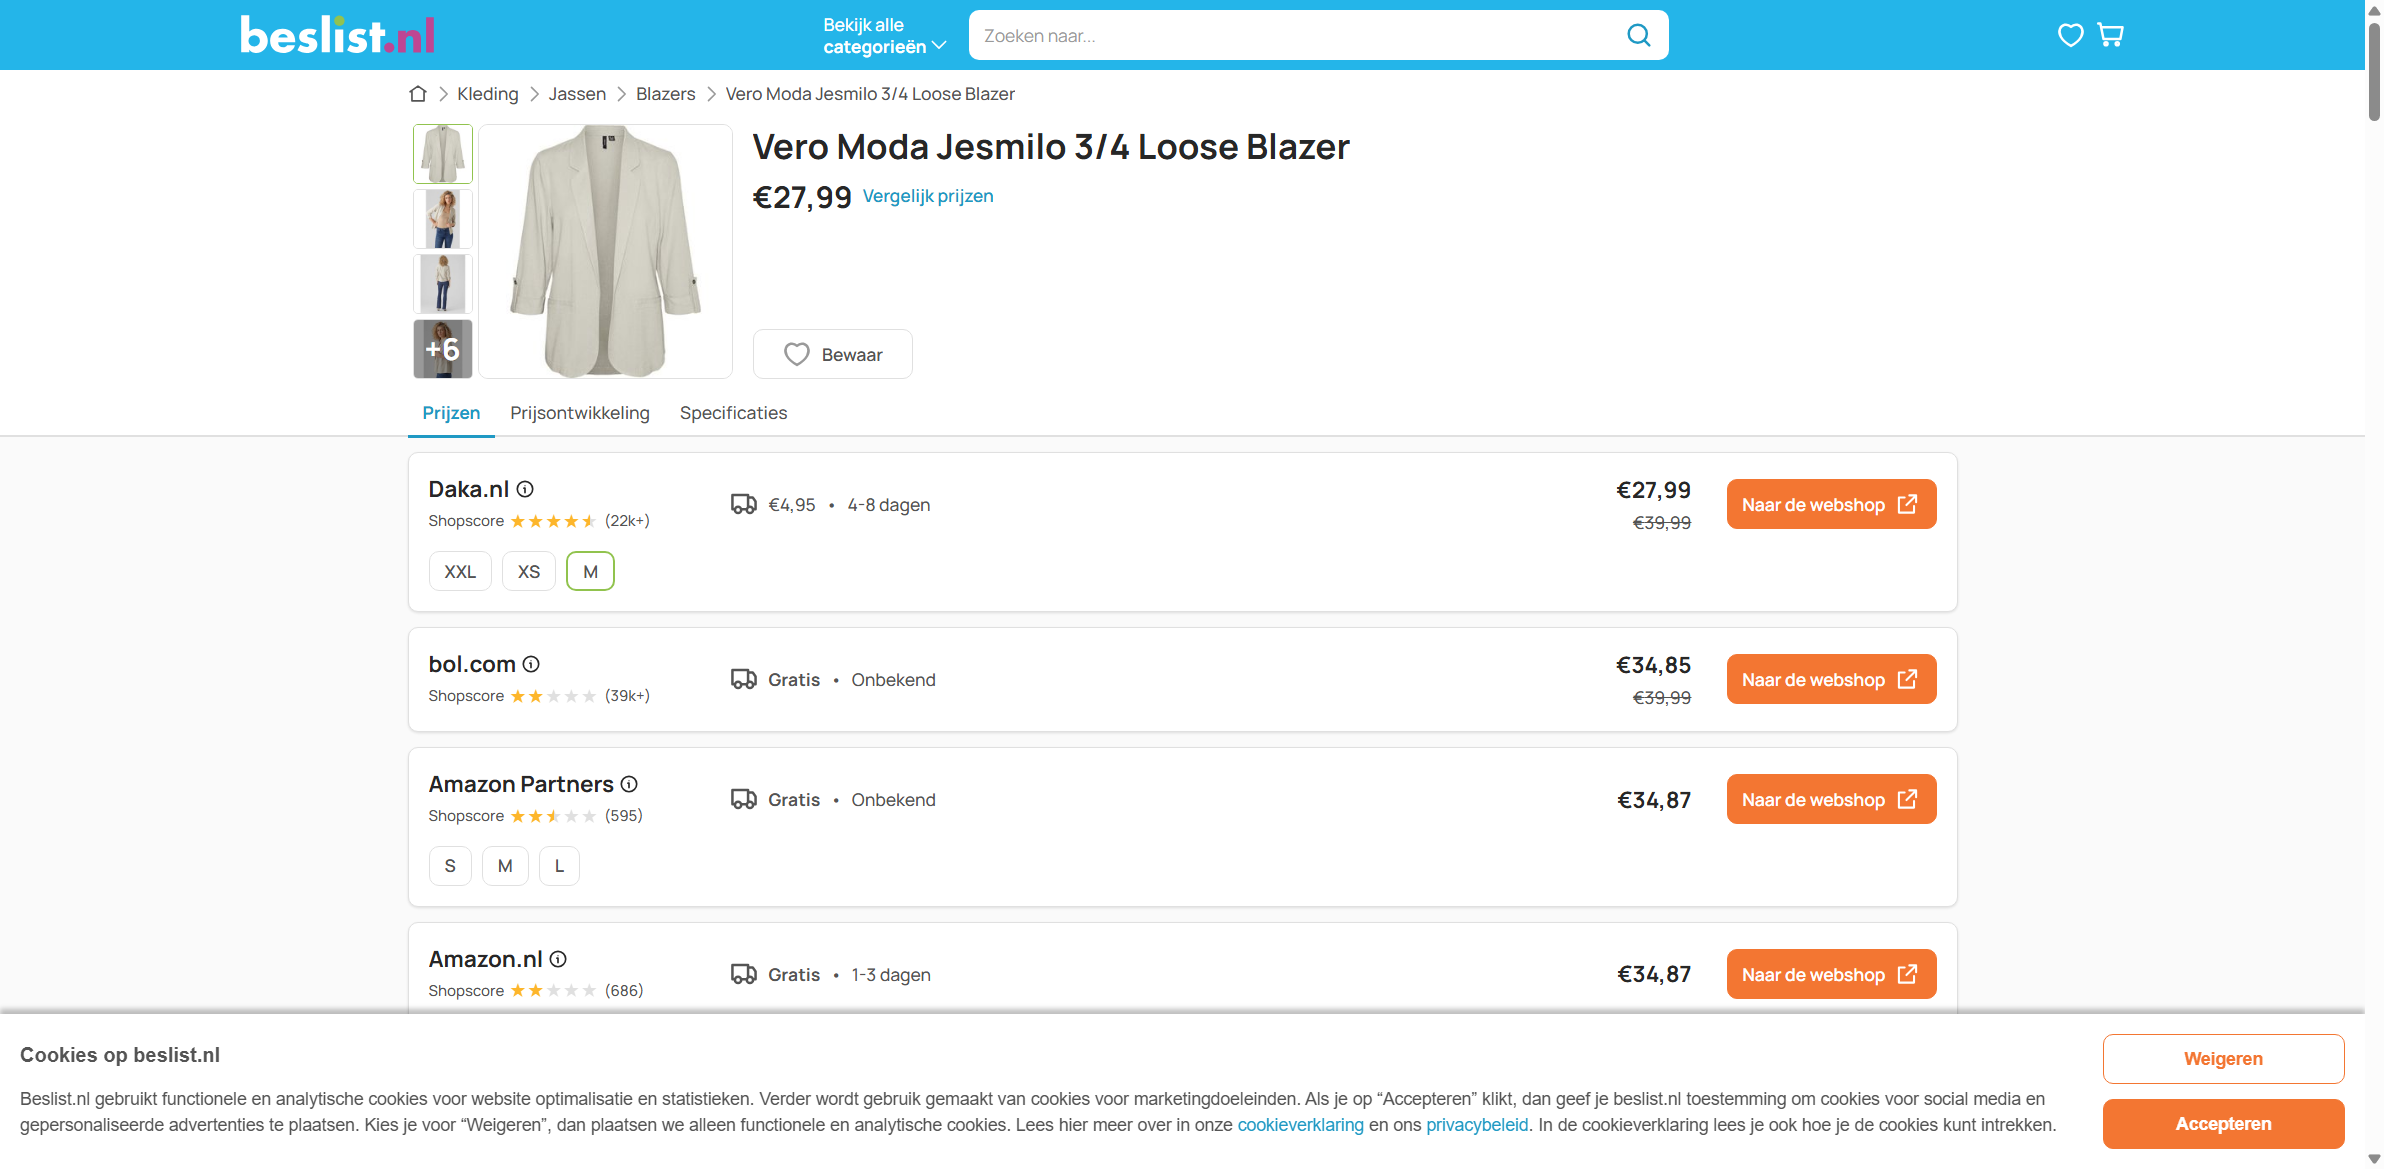 beslist.nl
Bekijk alle
categorieën
Zoeken naar...
Kleding
Jassen
Blazers
Vero Moda Jesmilo 3/4 Loose Blazer
+6
Vero Moda Jesmilo 3/4 Loose Blazer
€27,99 Vergelijk prijzen
Bewaar
Prijzen
Prijsontwikkeling
Specificaties
Daka.nl
Shopscore (22k+)
€4,95 • 4-8 dagen
€27,99
€39,99
Naar de webshop
XXL
XS
M
bol.com
Shopscore (39k+)
Gratis • Onbekend
€34,85
€39,99
Naar de webshop
Amazon Partners
Shopscore (595)
Gratis • Onbekend
€34,87
Naar de webshop
S
M
L
Amazon.nl
Shopscore (686)
Gratis • 1-3 dagen
€34,87
Naar de webshop
Cookies op beslist.nl
Beslist.nl gebruikt functionele en analytische cookies voor website optimalisatie en statistieken. Verder wordt gebruik gemaakt van cookies voor marketingdoeleinden. Als je op “Accepteren” klikt, dan geef je beslist.nl toestemming om cookies voor social media en
gepersonaliseerde advertenties te plaatsen. Kies je voor “Weigeren”, dan plaatsen we alleen functionele en analytische cookies. Lees hier meer over in onze cookieverklaring en ons privacybeleid. In de cookieverklaring lees je ook hoe je de cookies kunt intrekken.
Weigeren
Accepteren